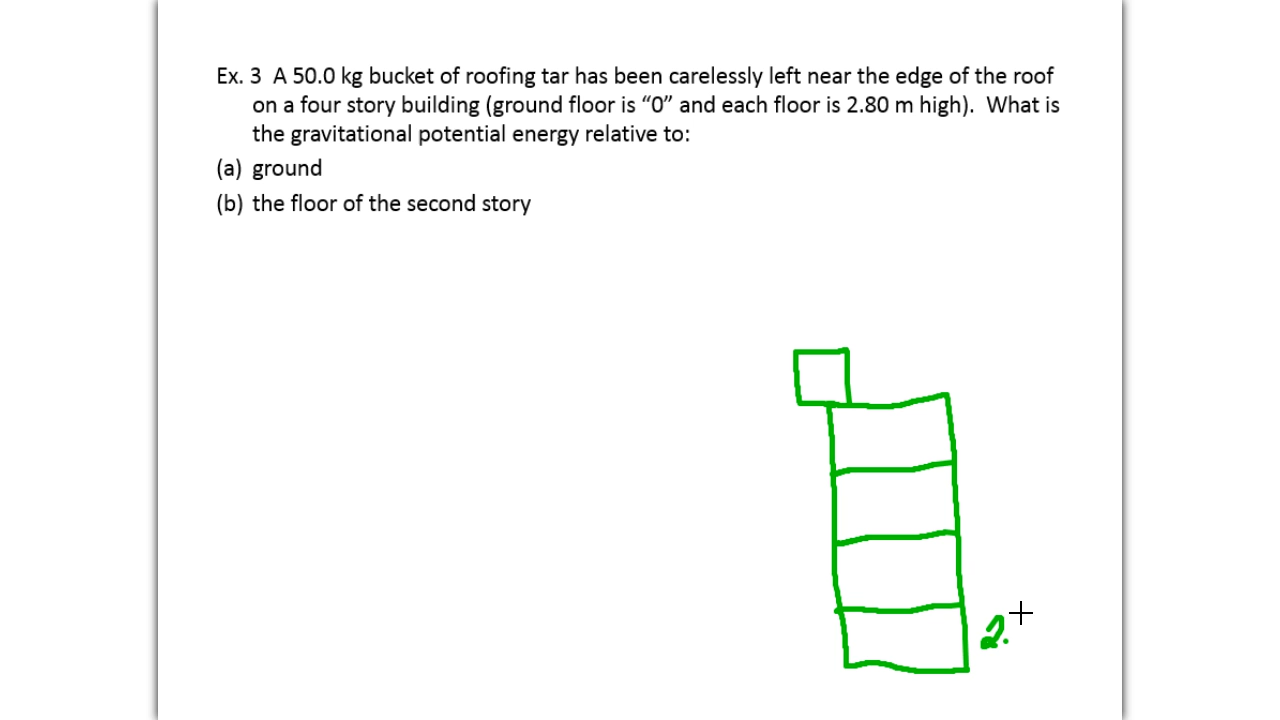 Ex. 3 A 50.0 kg bucket of roofing tar has been carelessly left near the edge of the roof
on a four story building (ground floor is “0” and each floor is 2.80 m high). What is
the gravitational potential energy relative to:
(a) ground
(b) the floor of the second story
2.